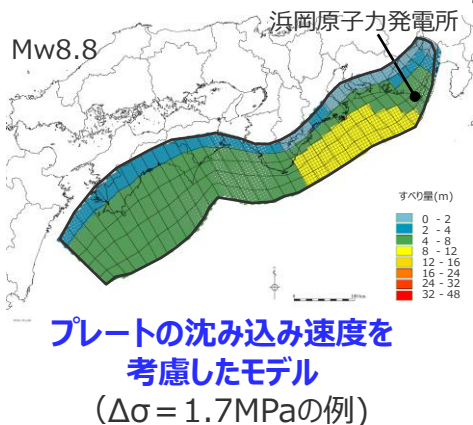 浜岡原子力発電所
Mw8.8
すべり量(m)
0 - 2
2 - 4
4 - 8
8 - 12
12 - 16
16 - 24
24 - 32
32 - 48
プレートの沈み込み速度を
考慮したモデル
（Δσ＝1.7MPaの例)